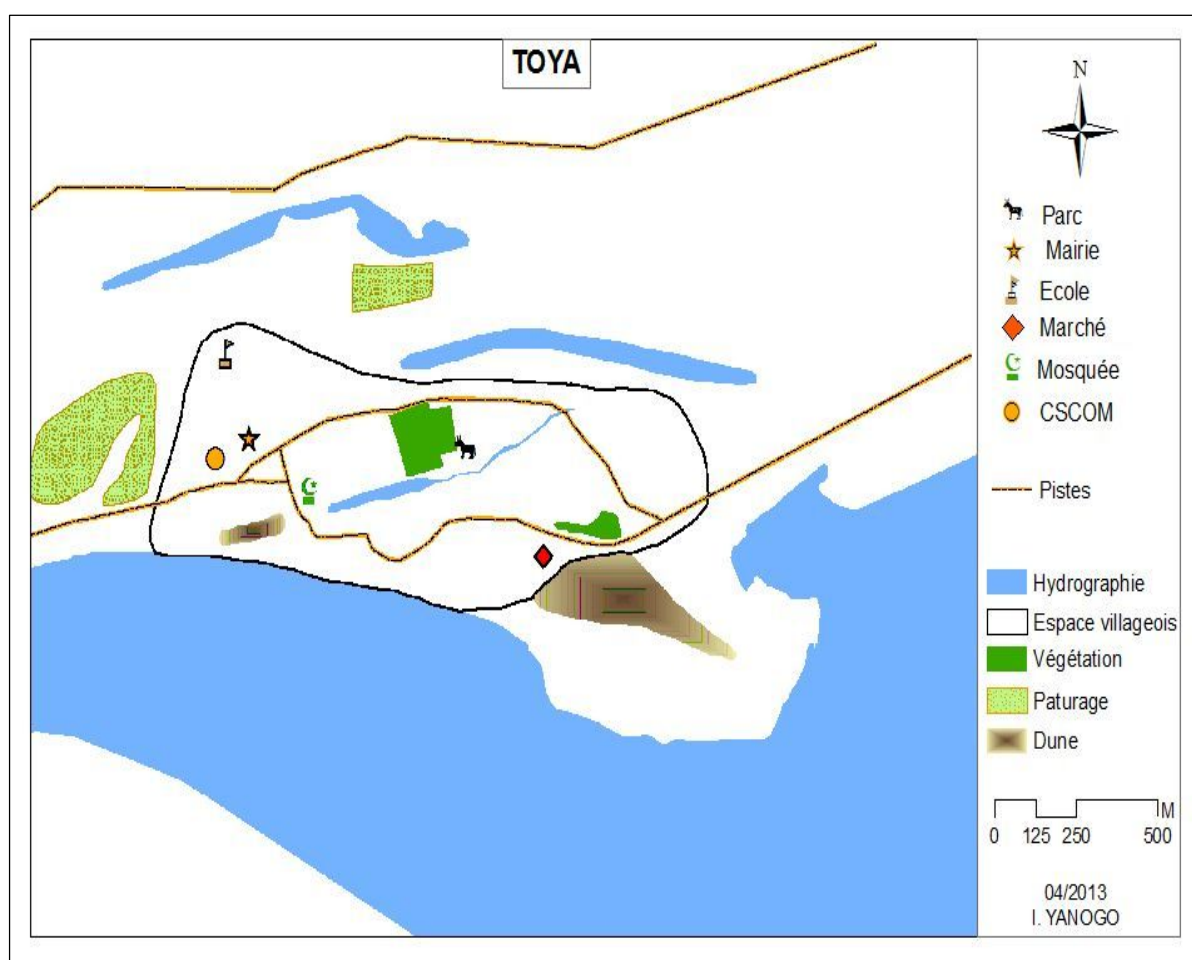 TOYA
N
Parc
Mairie
Ecole
Marché
Mosquée
CSCOM
Pistes
Hydrographie
Espace villageois
Végétation
Paturage
Dune
M
0 125 250 500
04/2013
I. YANOGO